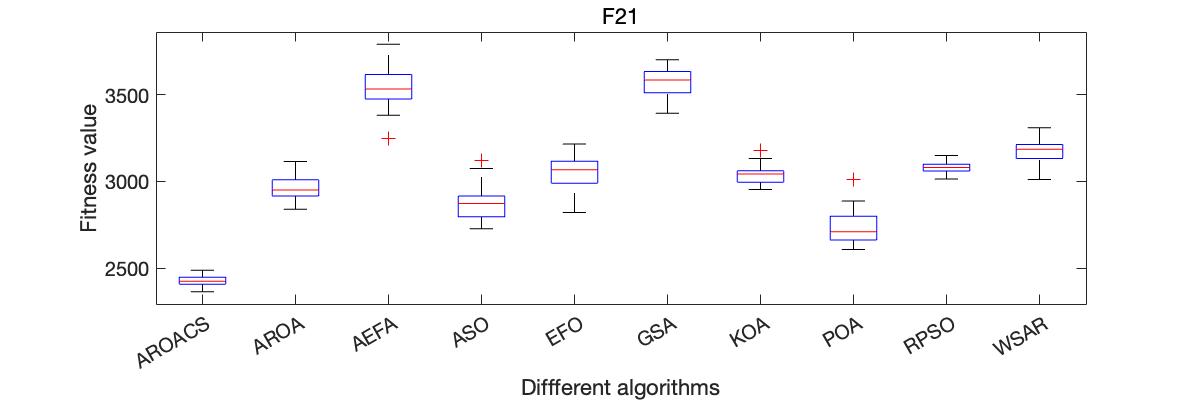 F21
Fitness value
3500
3000
2500
AROACS
AROA
AEFA
ASO
EFO
GSA
KOA
POA
RPSO
WSAR
Diffferent algorithms